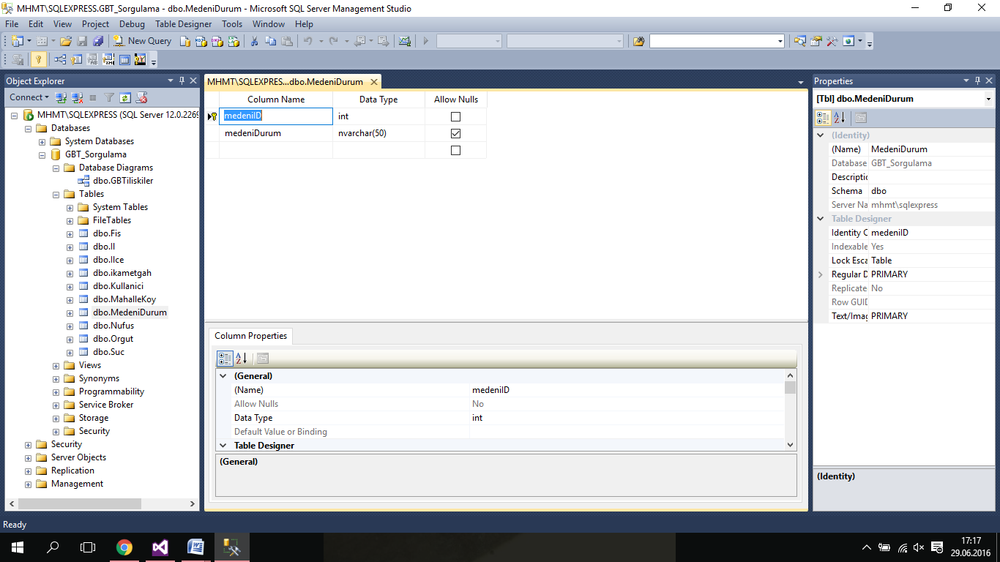 MHMT\SQLEXPRESS.GBT_Sorgulama - dbo.MedeniDurum - Microsoft SQL Server Management Studio
File Edit View Project Debug Table Designer Tools Window Help
New Query
Object Explorer
Connect
MHMT\SQLEXPRESS (SQL Server 12.0.2269
Databases
System Databases
GBT_Sorgulama
Database Diagrams
dbo.GBTiliskiler
Tables
System Tables
FileTables
dbo.Fis
dbo.Il
dbo.Ilce
dbo.ikametgah
dbo.Kullanici
dbo.MahalleKoy
dbo.MedeniDurum
dbo.Nufus
dbo.Orgut
dbo.Suc
Views
Synonyms
Programmability
Service Broker
Storage
Security
Security
Server Objects
Replication
Management
MHMT\SQLEXPRES...dbo.MedeniDurum
Column Name Data Type Allow Nulls
medeniID int
medeniDurum nvarchar(50)
Column Properties
(General)
(Name) medeniID
Allow Nulls No
Data Type int
Default Value or Binding
Table Designer
(General)
Properties
[Tbl] dbo.MedeniDurum
(Identity)
(Name) MedeniDurum
Database GBT_Sorgulama
Descriptic
Schema dbo
Server Na mhmt\sqlexpress
Table Designer
Identity C medeniID
Indexable Yes
Lock Esca Table
Regular D PRIMARY
Replicate No
Row GUID
Text/Imag PRIMARY
(Identity)
Ready
17:17
29.06.2016